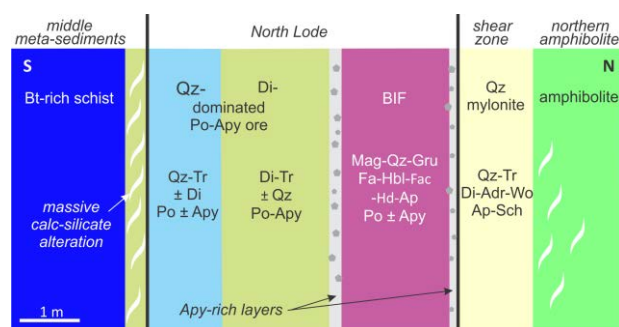 middle
meta-sediments
North Lode
shear
zone
northern
amphibolite
S
N
Bt-rich schist
Qz-
Di-
dominated
Po-Apy ore
BIF
Qz
mylonite
amphibolite
Qz-Tr
± Di
Po ± Apy
Di-Tr
± Qz
Po-Apy
Mag-Qz-Gru
Fa-Hbl-Fac
-Hd-Ap
Po ± Apy
Qz-Tr
Di-Adr-Wo
Ap-Sch
massive
calc-silicate
alteration
1 m
Apy-rich layers